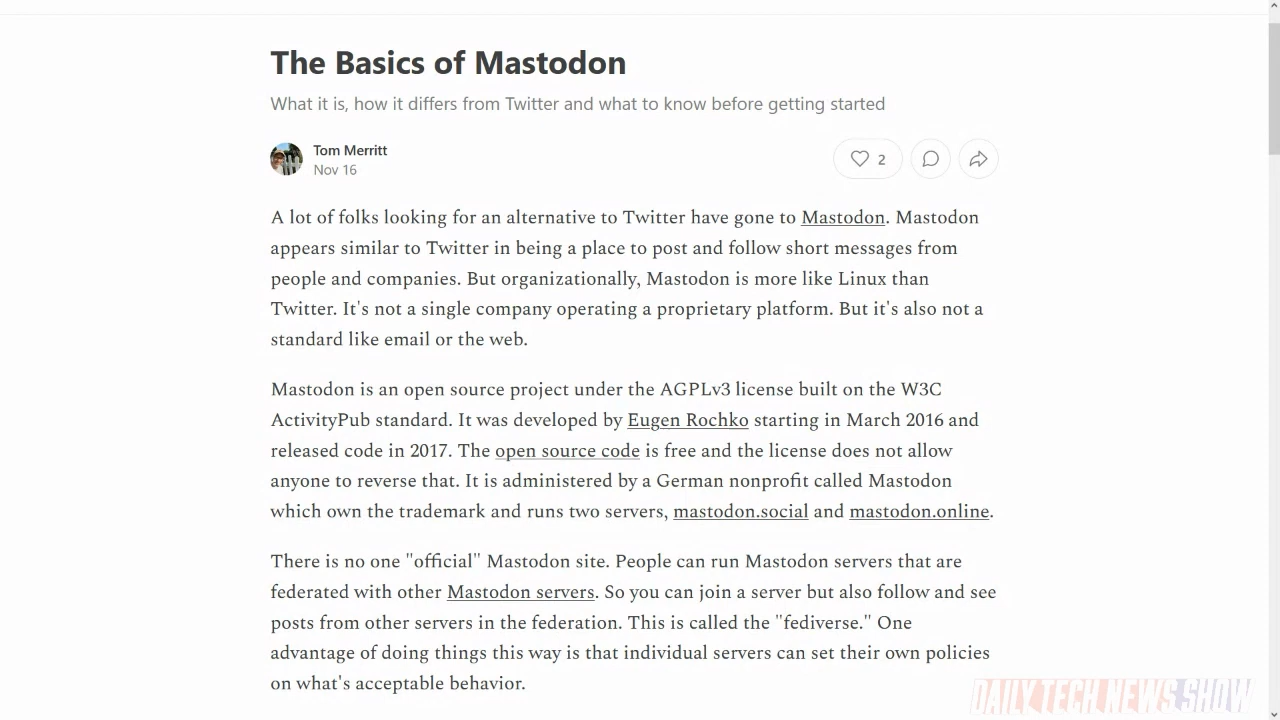 The Basics of Mastodon
What it is, how it differs from Twitter and what to know before getting started
Tom Merritt
Nov 16
2
A lot of folks looking for an alternative to Twitter have gone to Mastodon. Mastodon
appears similar to Twitter in being a place to post and follow short messages from
people and companies. But organizationally, Mastodon is more like Linux than
Twitter. It's not a single company operating a proprietary platform. But it's also not a
standard like email or the web.
Mastodon is an open source project under the AGPLv3 license built on the W3C
ActivityPub standard. It was developed by Eugen Rochko starting in March 2016 and
released code in 2017. The open source code is free and the license does not allow
anyone to reverse that. It is administered by a German nonprofit called Mastodon
which own the trademark and runs two servers, mastodon.social and mastodon.online.
There is no one "official" Mastodon site. People can run Mastodon servers that are
federated with other Mastodon servers. So you can join a server but also follow and see
posts from other servers in the federation. This is called the "fediverse." One
advantage of doing things this way is that individual servers can set their own policies
on what's acceptable behavior.
DAILY TECH NEWS SHOW